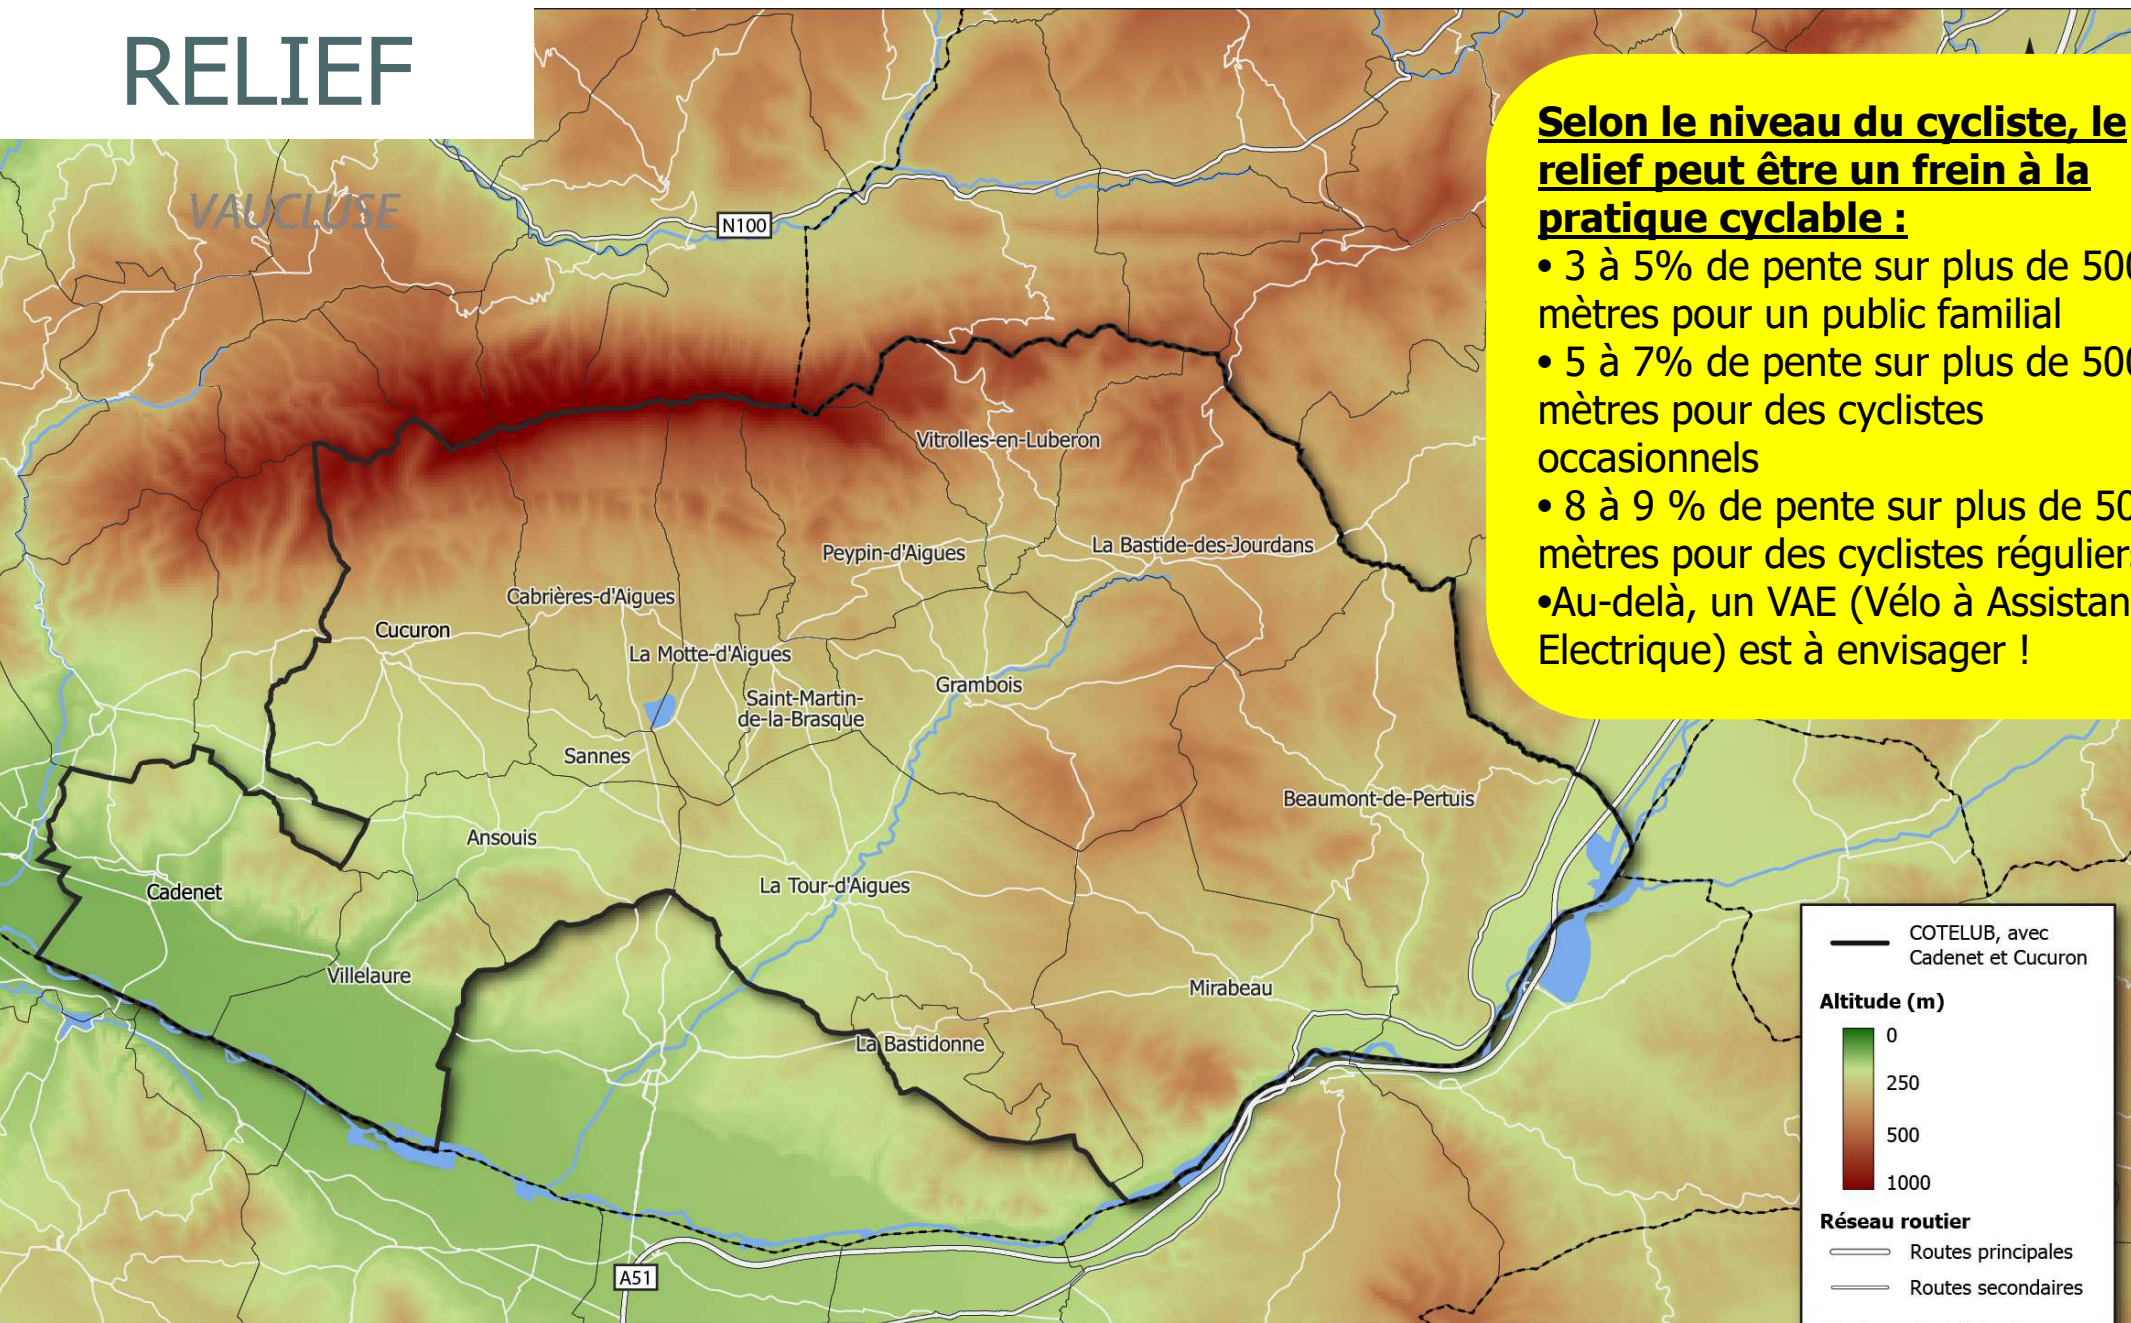 RELIEF
VAUCLUSE
N100
Selon le niveau du cycliste, le
relief peut être un frein à la
pratique cyclable :
• 3 à 5% de pente sur plus de 500
mètres pour un public familial
• 5 à 7% de pente sur plus de 500
mètres pour des cyclistes
occasionnels
• 8 à 9 % de pente sur plus de 50
mètres pour des cyclistes réguliers
•Au-delà, un VAE (Vélo à Assistan
Electrique) est à envisager !
Vitrolles-en-Luberon
Peypin-d'Aigues
La Bastide-des-Jourdans
Cabrières-d'Aigues
Cucuron
La Motte-d'Aigues
Saint-Martin-
de-la-Brasque
Grambois
Sannes
Beaumont-de-Pertuis
Ansouis
Cadenet
La Tour-d'Aigues
Villelaure
Mirabeau
La Bastidonne
A51
COTELUB, avec
Cadenet et Cucuron
Altitude (m)
0
250
500
1000
Réseau routier
Routes principales
Routes secondaires